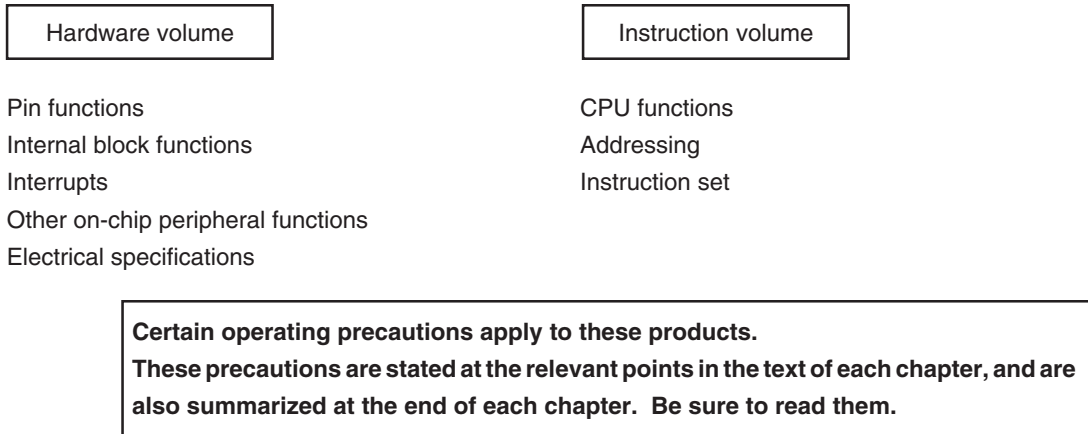 Hardware volume
Pin functions
Internal block functions
Interrupts
Other on-chip peripheral functions
Electrical specifications
Instruction volume
CPU functions
Addressing
Instruction set
Certain operating precautions apply to these products.
These precautions are stated at the relevant points in the text of each chapter, and are
also summarized at the end of each chapter. Be sure to read them.